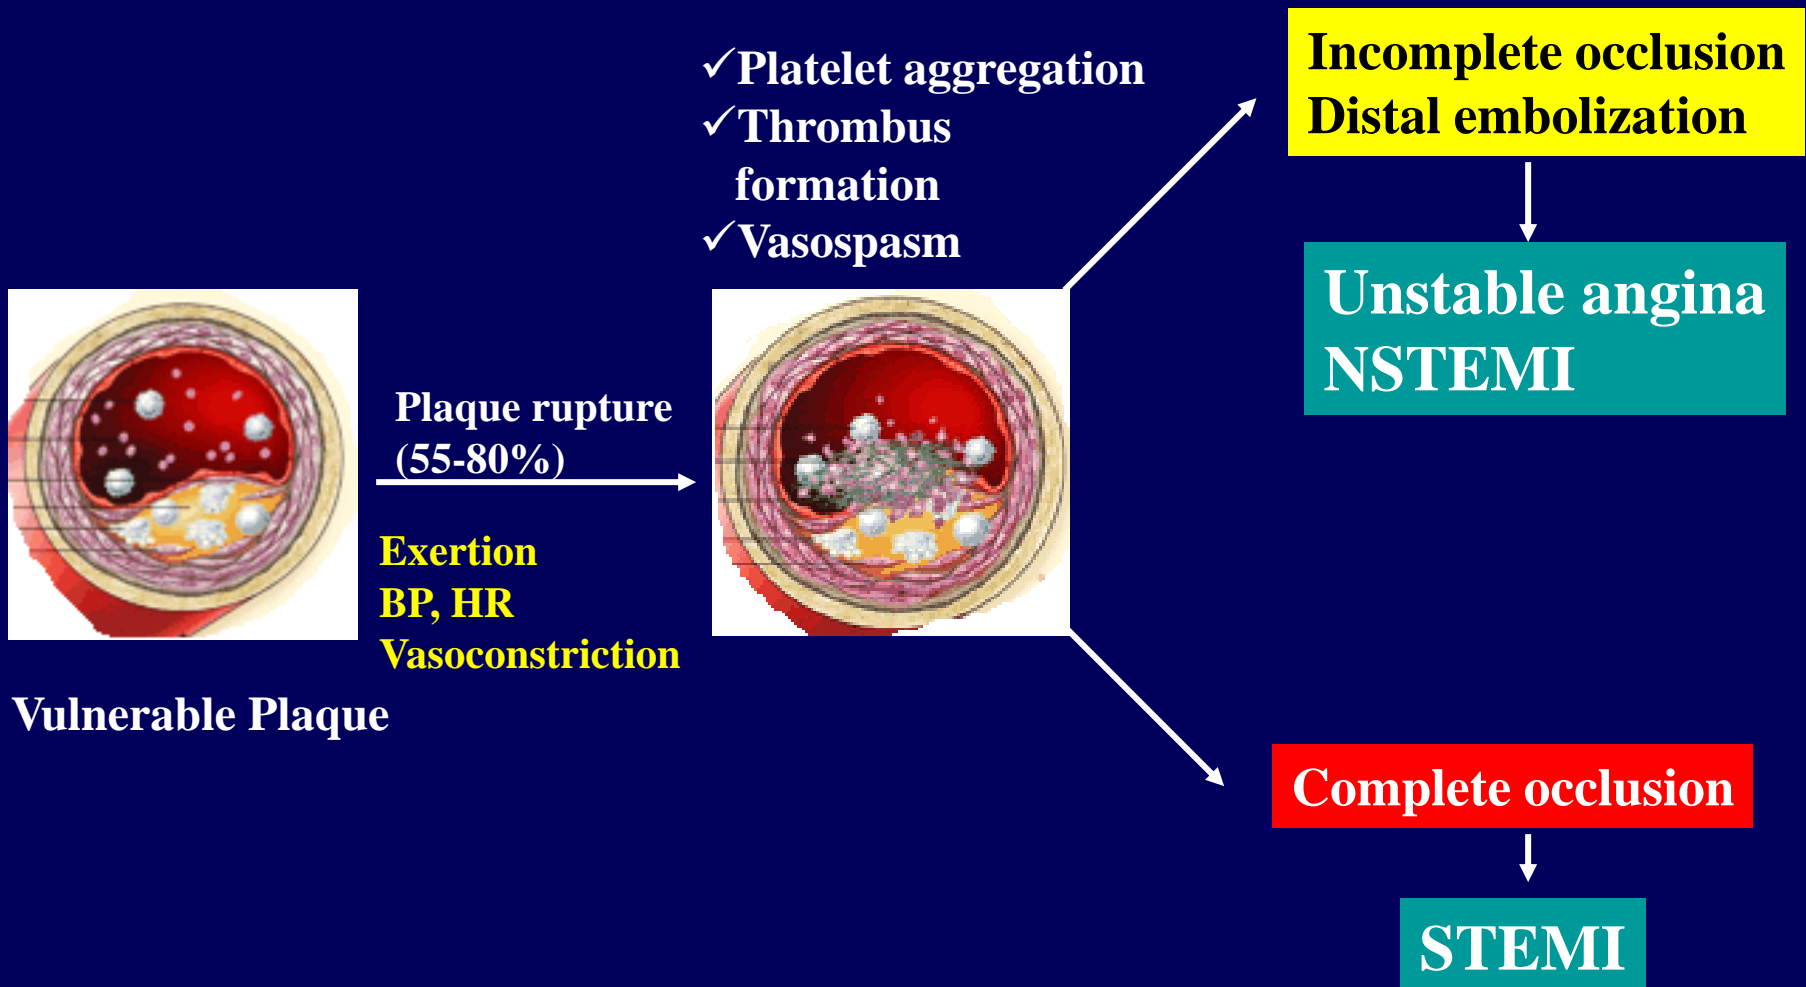 ✓Platelet aggregation
✓Thrombus
formation
✓Vasospasm
Incomplete occlusion
Distal embolization
Unstable angina
NSTEMI
Plaque rupture
(55-80%)
Exertion
BP, HR
Vasoconstriction
Vulnerable Plaque
Complete occlusion
STEMI